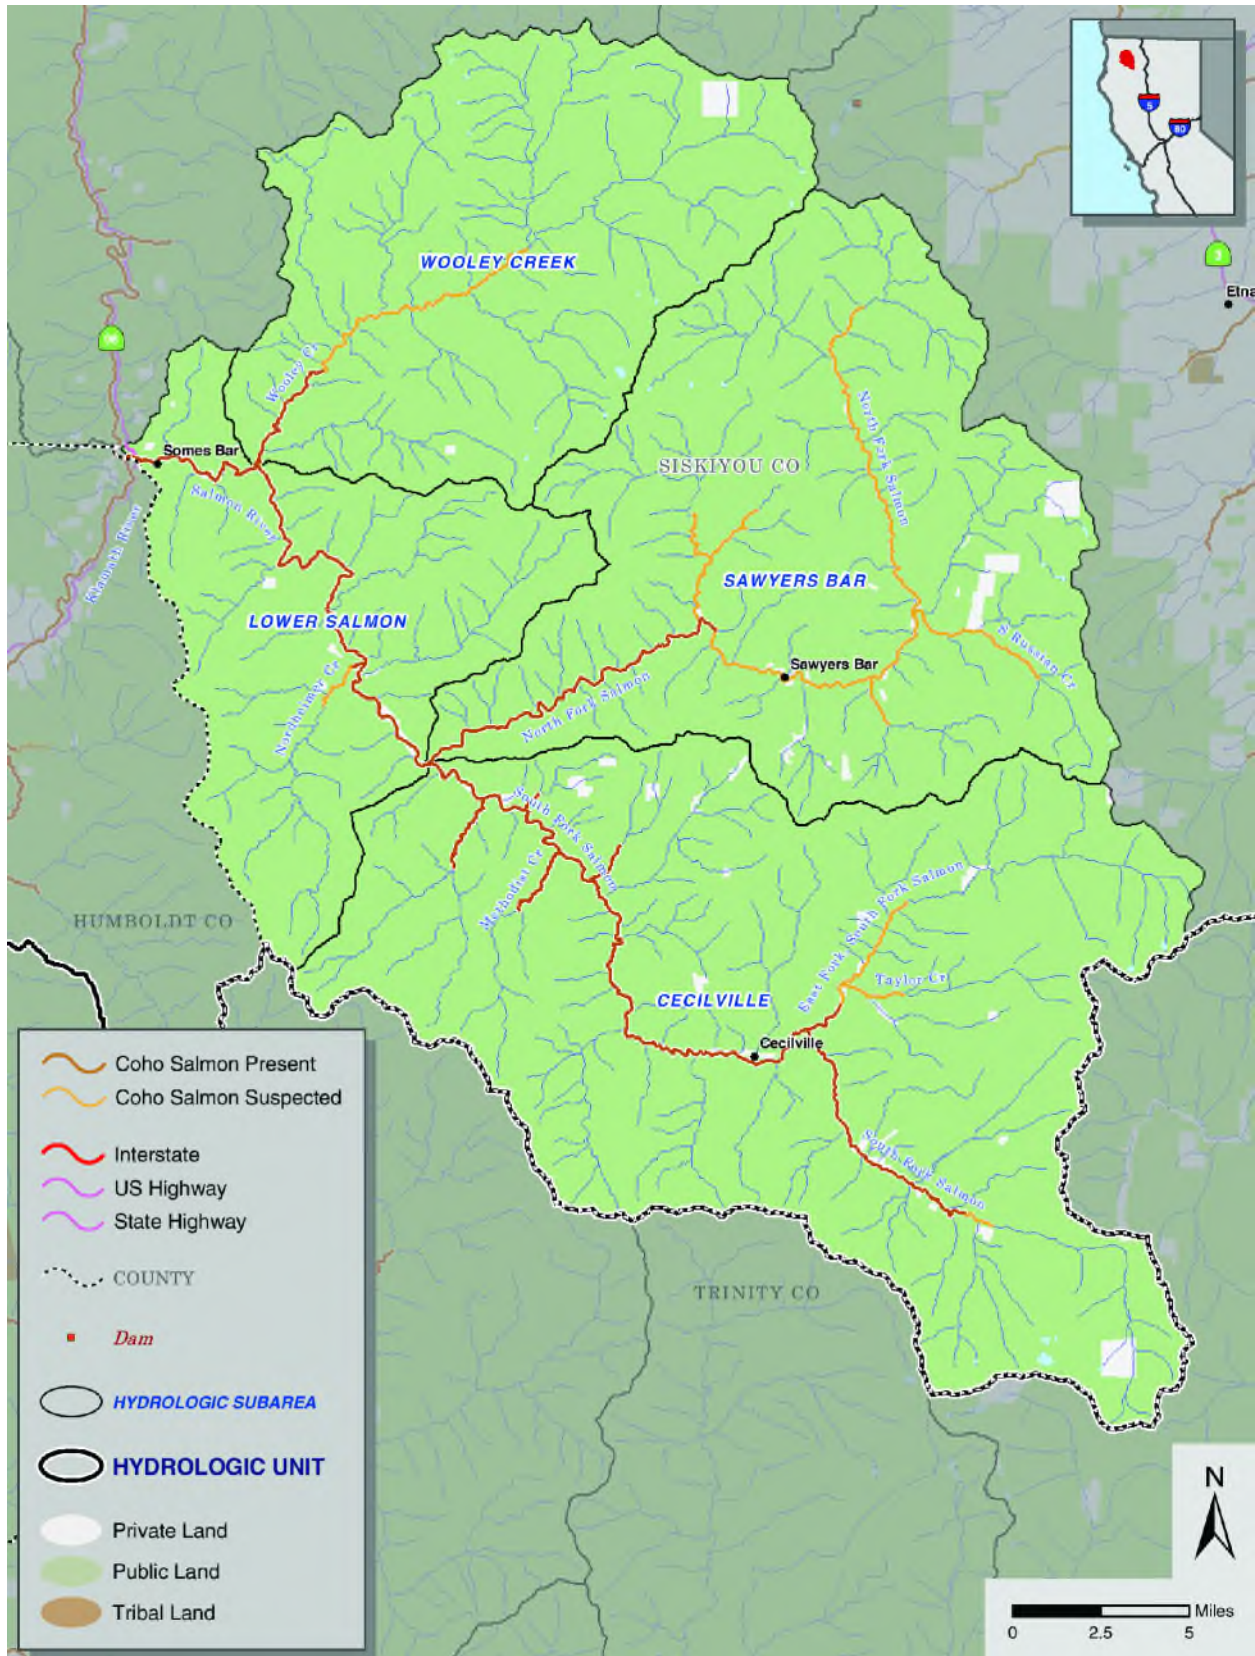 5
80
3
Etna
WOOLEY CREEK
96
Wooley Cr
Somes Bar
SISKIYOU CO
North Fork Salmon
Salmon River
Klamath River
SAWYERS BAR
LOWER SALMON
S Russian Cr
Sawyers Bar
Nordheimer Cr
North Fork Salmon
South Fork Salmon
Methodist Cr
East Fork South Fork Salmon
HUMBOLDT CO
Taylor Cr
CECILVILLE
Cecilville
South Fork Salmon
TRINITY CO
Coho Salmon Present
Coho Salmon Suspected
Interstate
US Highway
State Highway
COUNTY
Dam
HYDROLOGIC SUBAREA
HYDROLOGIC UNIT
Private Land
Public Land
Tribal Land
N
Miles
0 2.5 5